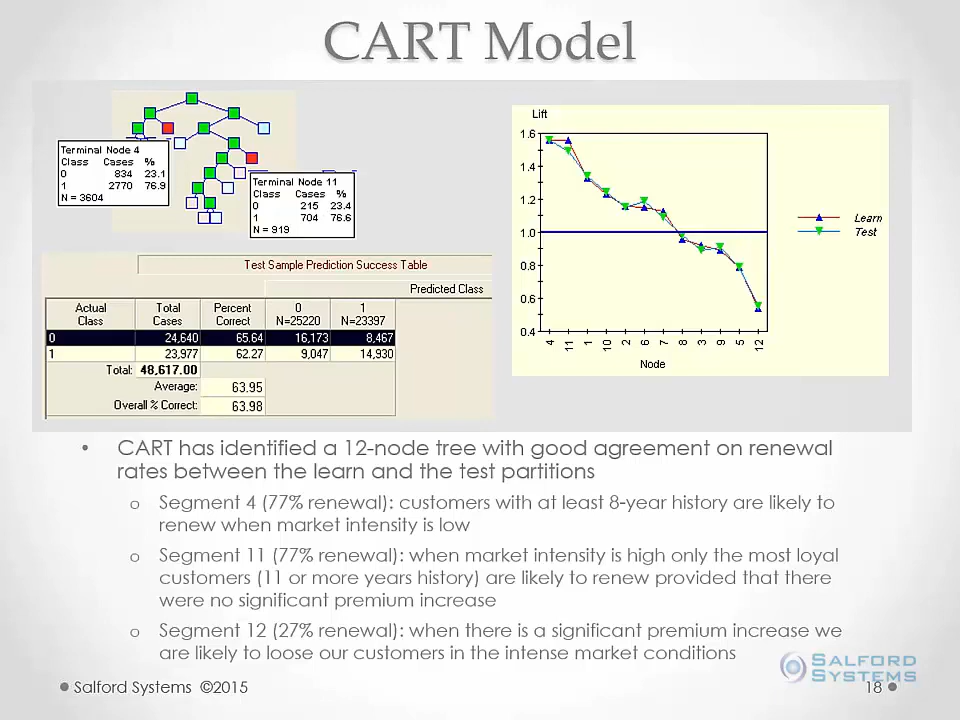 CART Model
Terminal Node 4
Class Cases %
0 834 23.1
1 2770 76.9
N = 3604
Terminal Node 11
Class Cases %
0 215 23.4
1 704 76.6
N = 919
Lift
1.6
1.4
1.2
1.0
0.8
0.6
0.4
4 11 1 10 2 6 7 8 3 9 5 12
Node
Learn
Test
Test Sample Prediction Success Table
Predicted Class
Actual Class Total Cases Percent Correct 0 N=25220 1 N=23397
0 24,640 65.64 16,173 8,467
1 23,977 62.27 9,047 14,930
Total: 48,617.00
Average: 63.95
Overall % Correct: 63.98
• CART has identified a 12-node tree with good agreement on renewal
rates between the learn and the test partitions
o Segment 4 (77% renewal): customers with at least 8-year history are likely to
renew when market intensity is low
o Segment 11 (77% renewal): when market intensity is high only the most loyal
customers (11 or more years history) are likely to renew provided that there
were no significant premium increase
o Segment 12 (27% renewal): when there is a significant premium increase we
are likely to loose our customers in the intense market conditions
SALFORD
SYSTEMS
Salford Systems ©2015
18